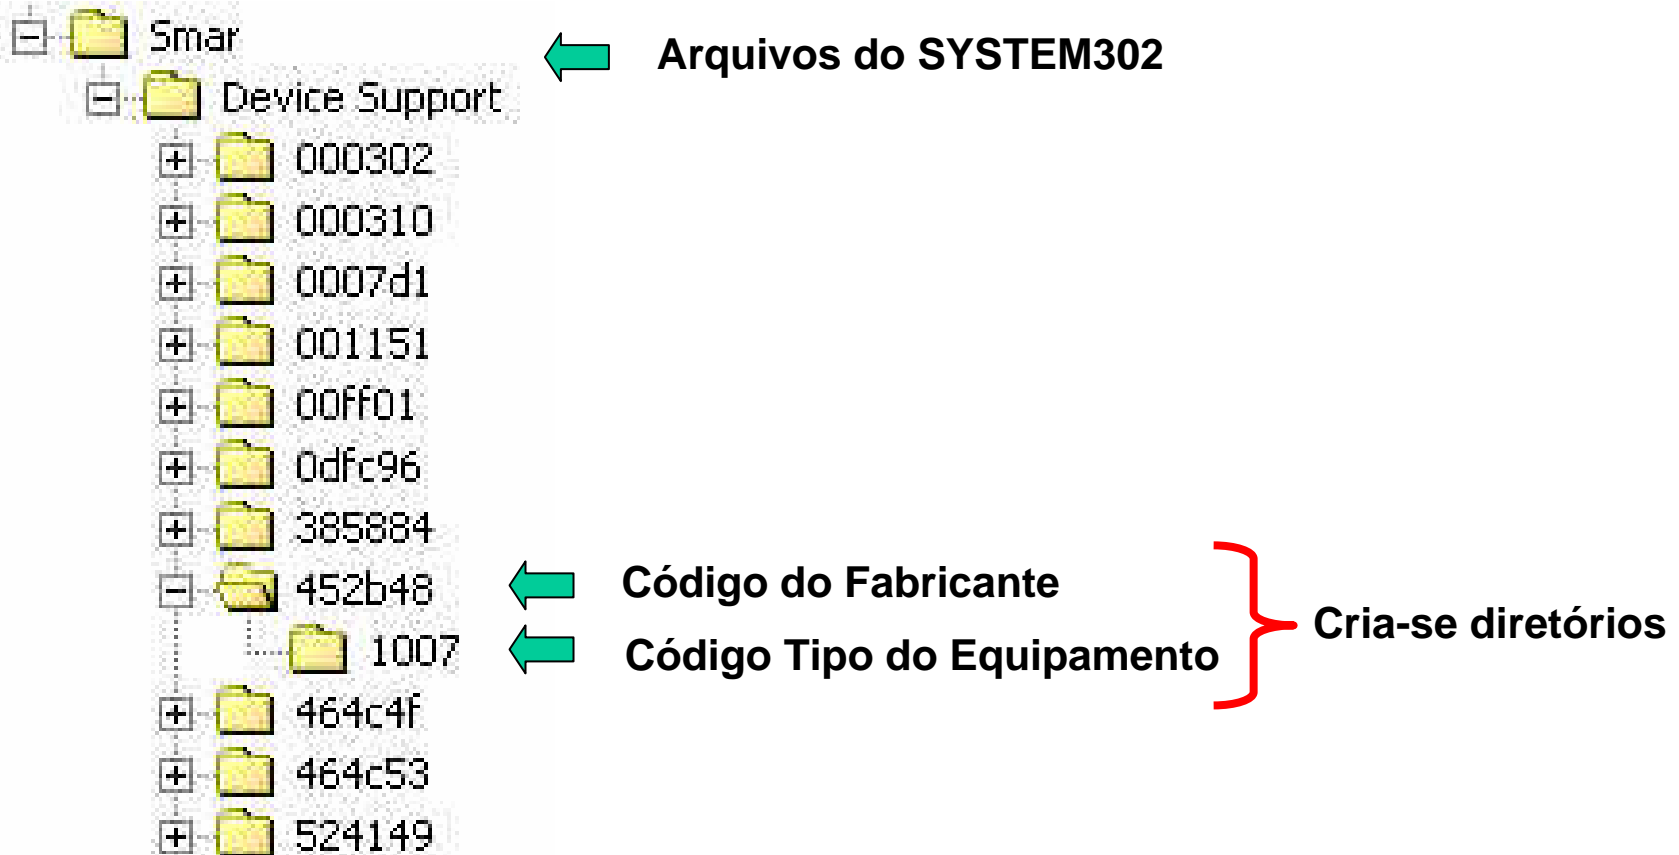 Smar
Arquivos do SYSTEM302
Device Support
000302
000310
0007d1
001151
00ff01
0dfc96
385884
452b48
Código do Fabricante
1007
Código Tipo do Equipamento
Cria-se diretórios
464c4f
464c53
524149